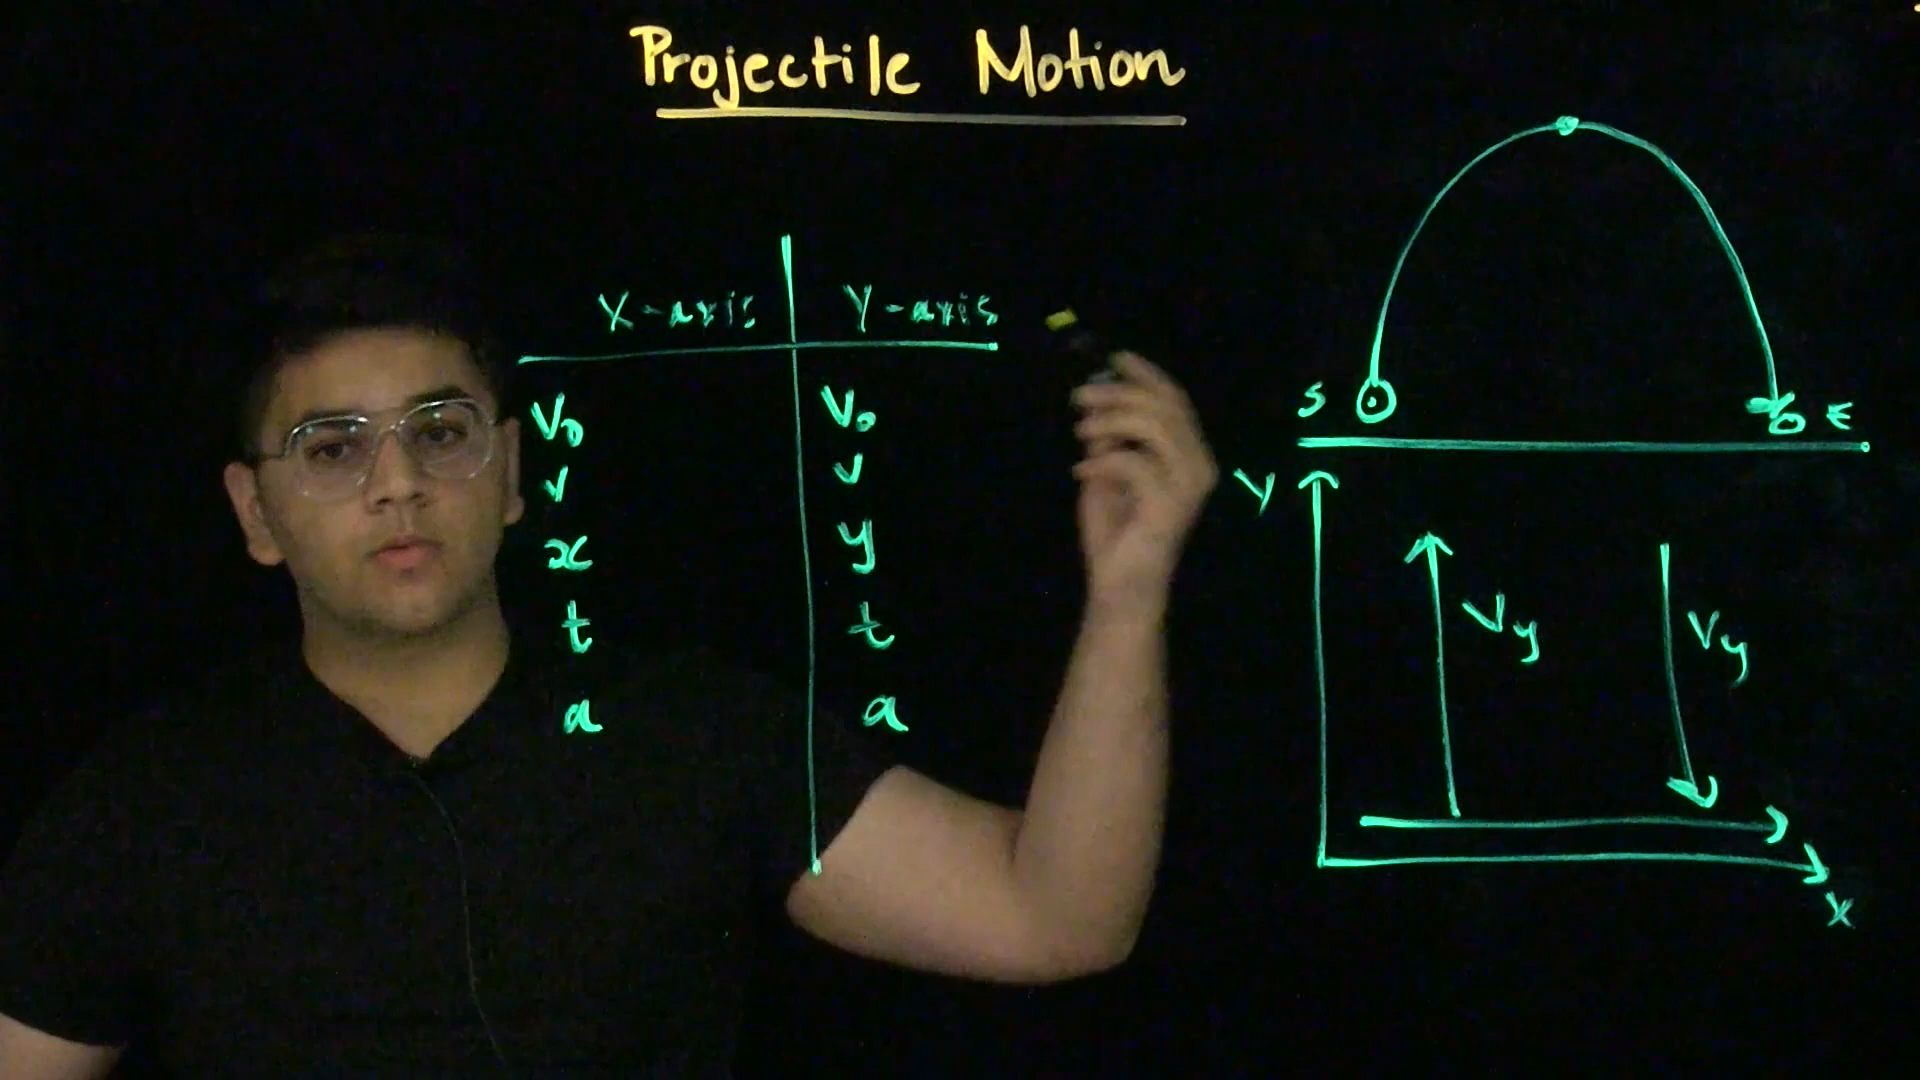 Projectile Motion
X-axis Y-axis
V₀ V₀
v v
x y
t t
a a
S E
Y
Vy Vy
X